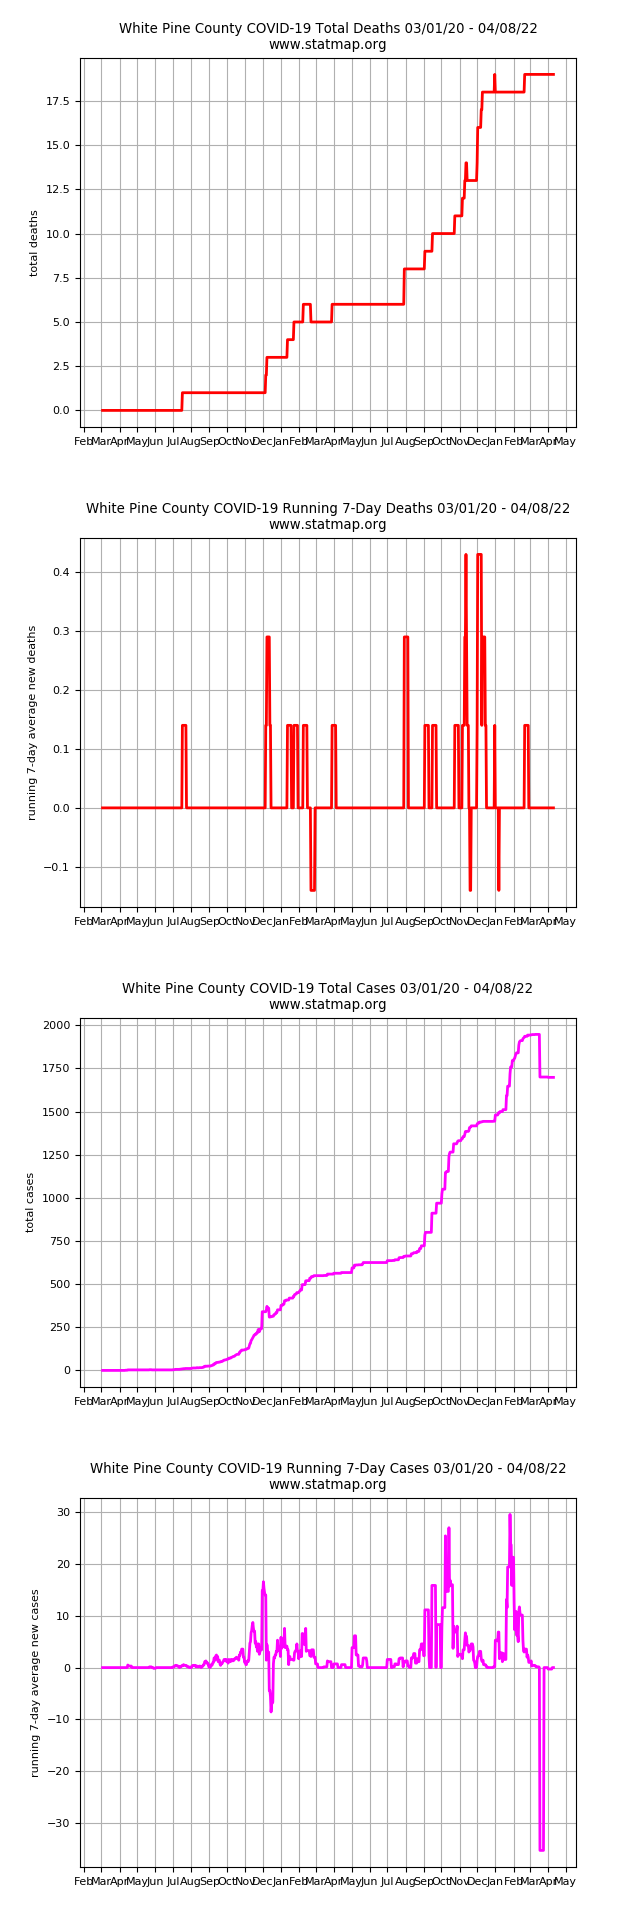 White Pine County COVID-19 Total Deaths 03/01/20 - 04/08/22
www.statmap.org
total deaths
17.5
15.0
12.5
10.0
7.5
5.0
2.5
0.0
Feb Mar Apr May Jun Jul Aug Sep Oct Nov Dec Jan Feb Mar Apr May Jun Jul Aug Sep Oct Nov Dec Jan Feb Mar Apr May
White Pine County COVID-19 Running 7-Day Deaths 03/01/20 - 04/08/22
www.statmap.org
running 7-day average new deaths
0.4
0.3
0.2
0.1
0.0
−0.1
Feb Mar Apr May Jun Jul Aug Sep Oct Nov Dec Jan Feb Mar Apr May Jun Jul Aug Sep Oct Nov Dec Jan Feb Mar Apr May
White Pine County COVID-19 Total Cases 03/01/20 - 04/08/22
www.statmap.org
total cases
2000
1750
1500
1250
1000
750
500
250
0
Feb Mar Apr May Jun Jul Aug Sep Oct Nov Dec Jan Feb Mar Apr May Jun Jul Aug Sep Oct Nov Dec Jan Feb Mar Apr May
White Pine County COVID-19 Running 7-Day Cases 03/01/20 - 04/08/22
www.statmap.org
running 7-day average new cases
30
20
10
0
−10
−20
−30
Feb Mar Apr May Jun Jul Aug Sep Oct Nov Dec Jan Feb Mar Apr May Jun Jul Aug Sep Oct Nov Dec Jan Feb Mar Apr May